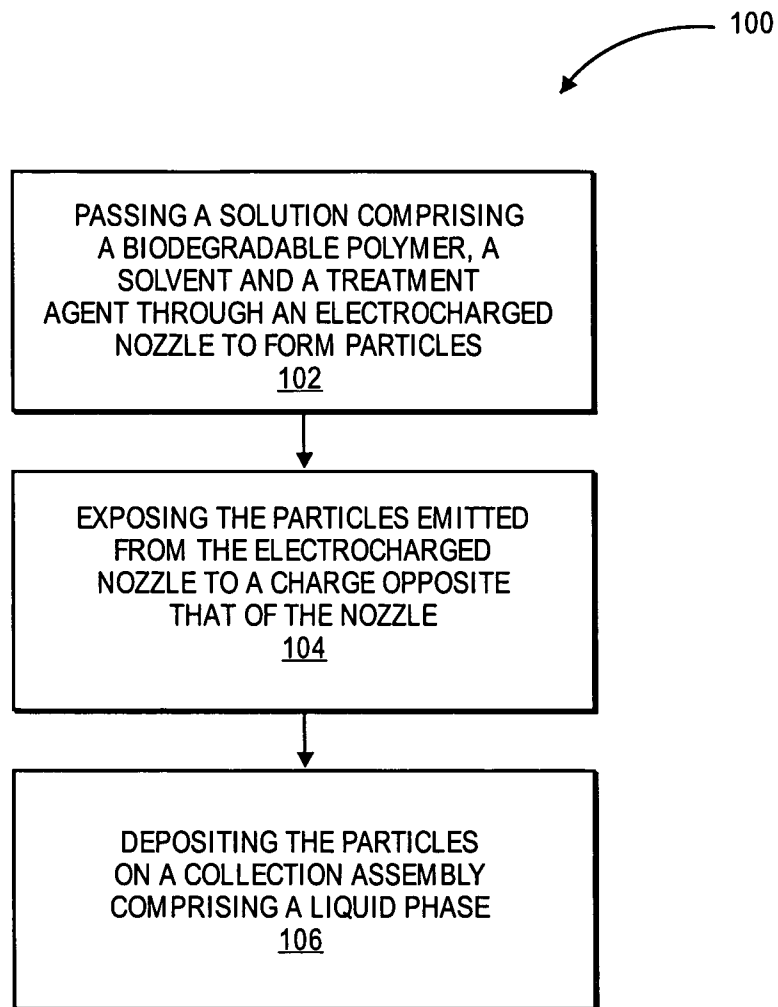 100
PASSING A SOLUTION COMPRISING
A BIODEGRADABLE POLYMER, A
SOLVENT AND A TREATMENT
AGENT THROUGH AN ELECTROCHARGED
NOZZLE TO FORM PARTICLES
102
EXPOSING THE PARTICLES EMITTED
FROM THE ELECTROCHARGED
NOZZLE TO A CHARGE OPPOSITE
THAT OF THE NOZZLE
104
DEPOSITING THE PARTICLES
ON A COLLECTION ASSEMBLY
COMPRISING A LIQUID PHASE
106